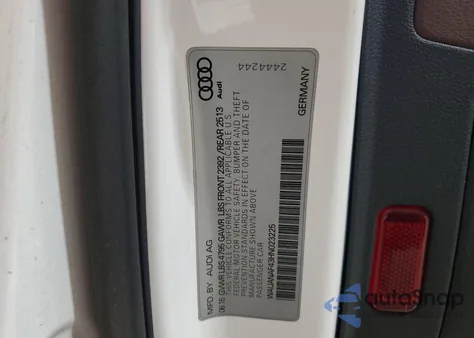 MFD. BY. AUDI AG
06.16 GVWR LBS 4795 GAWR LBS FRONT 2392/REAR 2513
THIS VEHICLE CONFORMS TO ALL APPLICABLE U.S.
FEDERAL MOTOR VEHICLE SAFETY, BUMPER AND THEFT
PREVENTION STANDARDS IN EFFECT ON THE DATE OF
MANUFACTURE SHOWN ABOVE
PASSENGER CAR
WAUANAF43HN023226
Audi
2444244
GERMANY
autoSnap